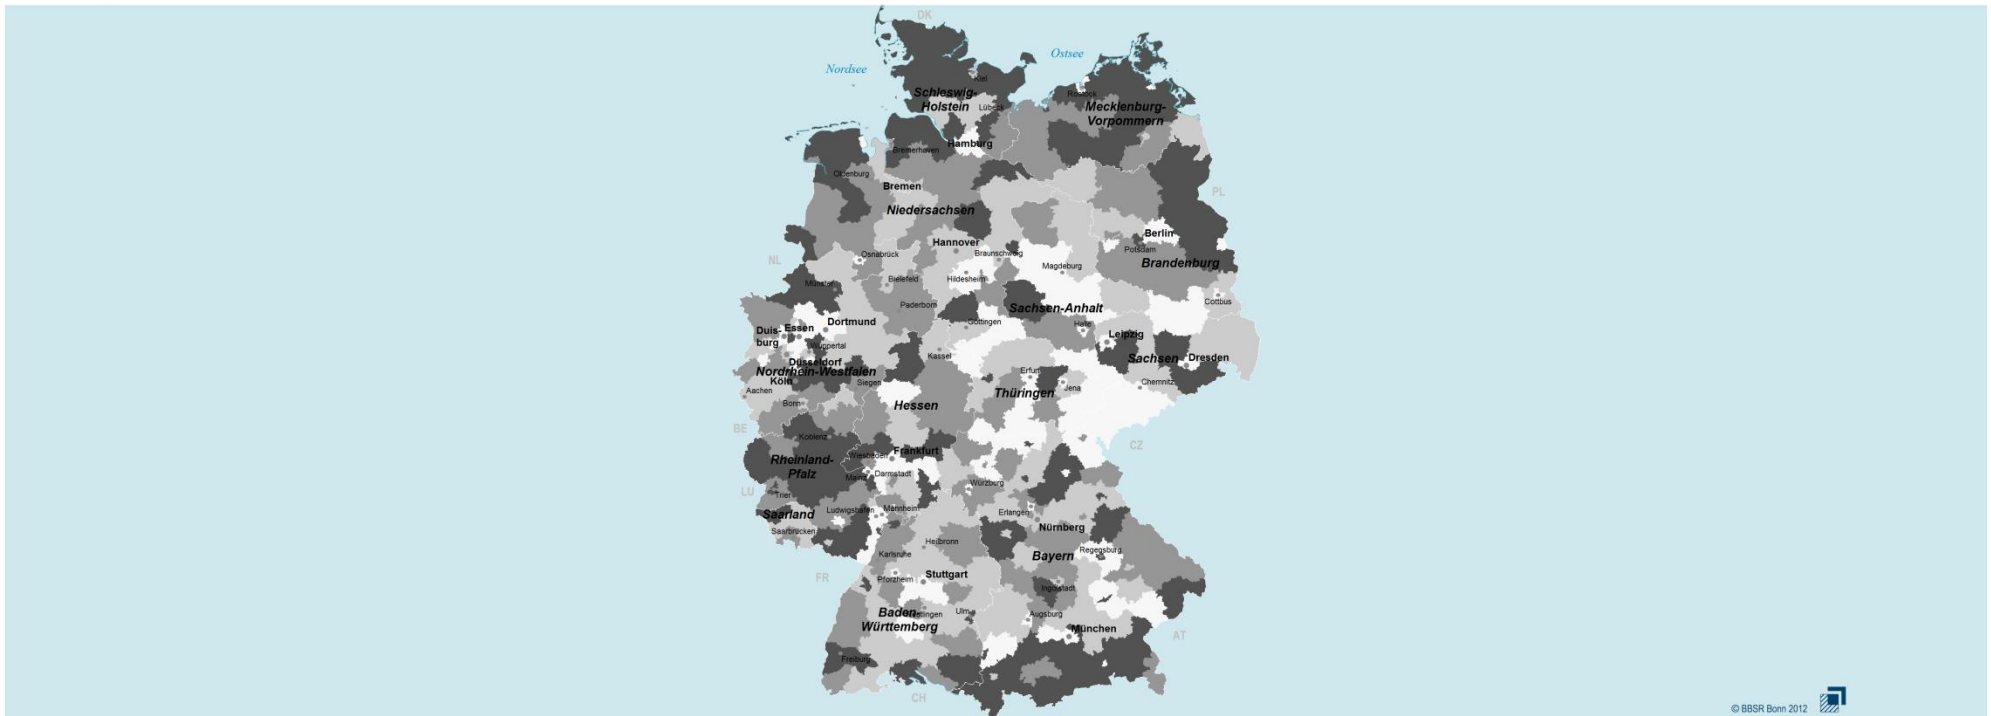 DK
Ostsee
Nordsee
Kiel
Schleswig-
Holstein
Lübeck
Rostock
Mecklenburg-
Vorpommern
Hamburg
Bremerhaven
Oldenburg
Bremen
PL
Niedersachsen
Berlin
Hannover
Potsdam
Braunschweig
Osnabrück
NL
Magdeburg
Brandenburg
Bielefeld
Hildesheim
Münster
Cottbus
Paderborn
Sachsen-Anhalt
Dortmund
Göttingen
Halle
Duis-
burg
Essen
Leipzig
Wuppertal
Kassel
Sachsen
Dresden
Düsseldorf
Nordrhein-Westfalen
Erfurt
Köln
Siegen
Jena
Chemnitz
Aachen
Thüringen
Bonn
Hessen
BE
Koblenz
CZ
Frankfurt
Wiesbaden
Rheinland-
Pfalz
Mainz
Darmstadt
Würzburg
LU
Trier
Ludwigshafen
Mannheim
Erlangen
Saarland
Nürnberg
Saarbrücken
Heilbronn
Karlsruhe
Bayern
Regensburg
FR
Pforzheim
Stuttgart
Ingolstadt
Baden-
Württemberg
Ulm
Augsburg
München
AT
Freiburg
CH
© BBSR Bonn 2012